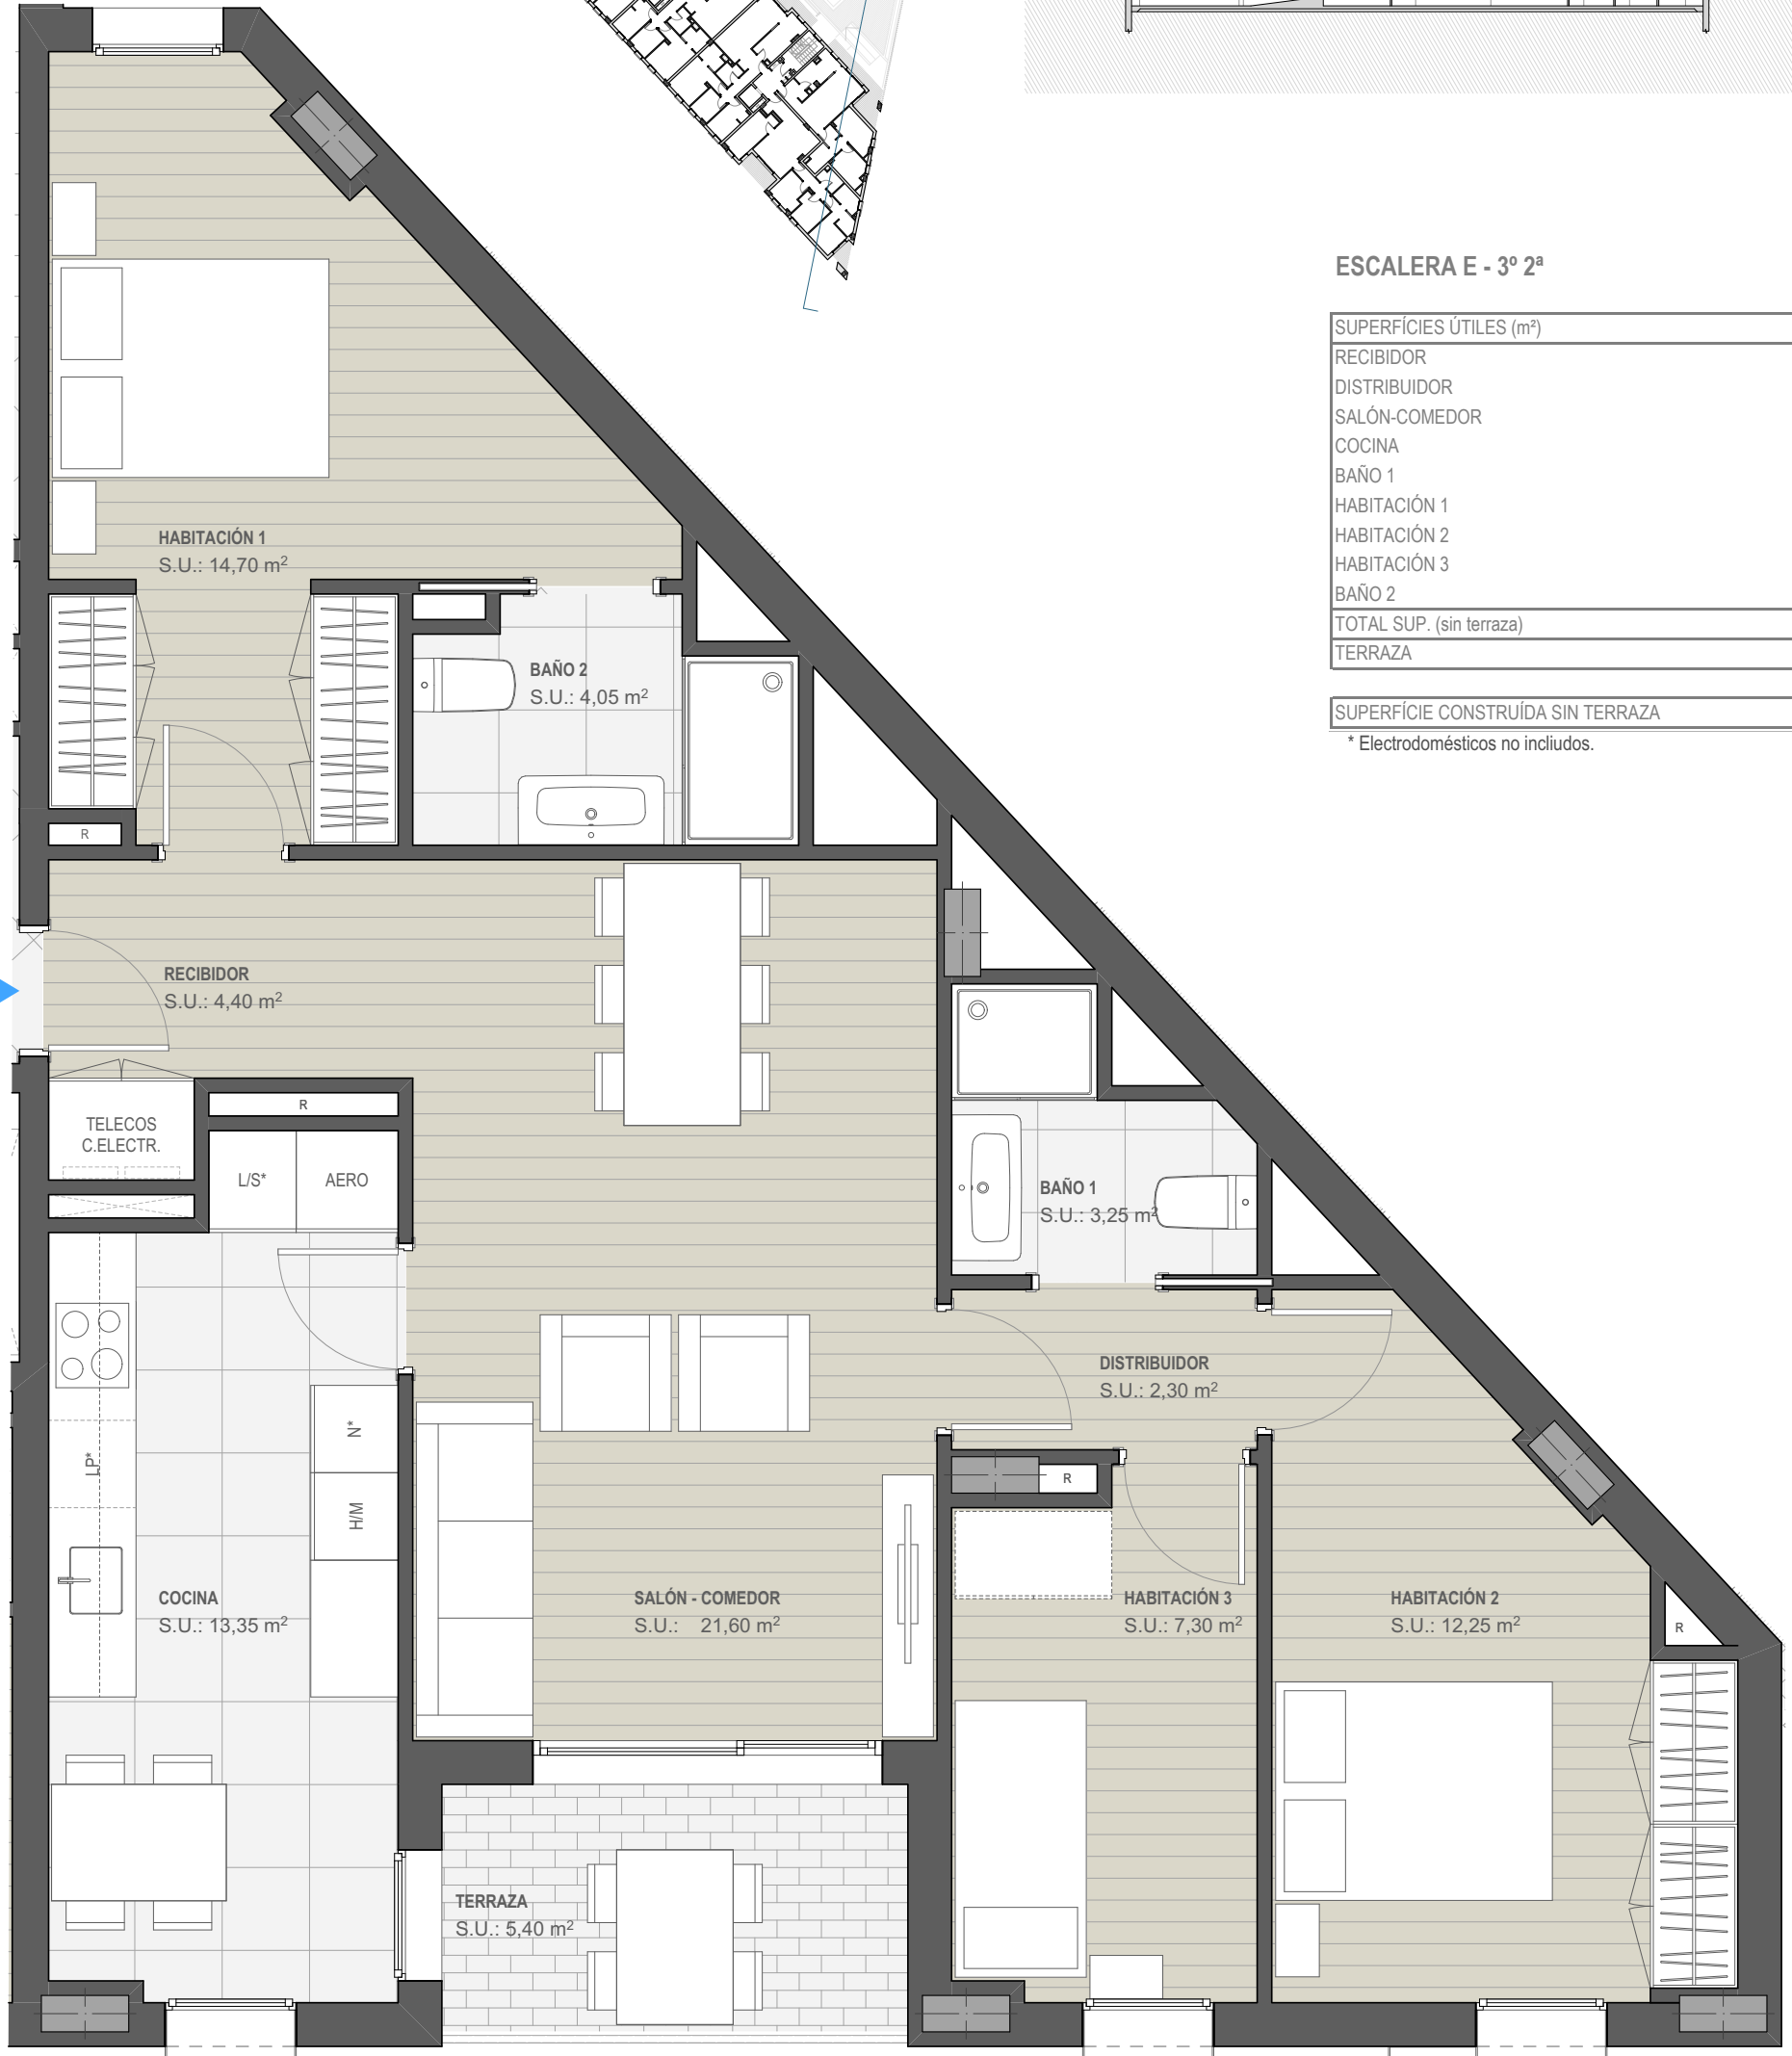 ESCALERA E - 3º 2ª
SUPERFÍCIES ÚTILES (m²)
RECIBIDOR
DISTRIBUIDOR
SALÓN-COMEDOR
COCINA
BAÑO 1
HABITACIÓN 1
HABITACIÓN 2
HABITACIÓN 3
BAÑO 2
TOTAL SUP. (sin terraza)
TERRAZA
SUPERFÍCIE CONSTRUÍDA SIN TERRAZA
* Electrodomésticos no incliudos.
HABITACIÓN 1
S.U.: 14,70 m²
BAÑO 2
S.U.: 4,05 m²
R
RECIBIDOR
S.U.: 4,40 m²
TELECOS
C.ELECTR.
R
L/S*
AERO
BAÑO 1
S.U.: 3,25 m²
DISTRIBUIDOR
S.U.: 2,30 m²
LP*
N*
H/M
R
COCINA
S.U.: 13,35 m²
SALÓN - COMEDOR
S.U.: 21,60 m²
HABITACIÓN 3
S.U.: 7,30 m²
HABITACIÓN 2
S.U.: 12,25 m²
R
TERRAZA
S.U.: 5,40 m²